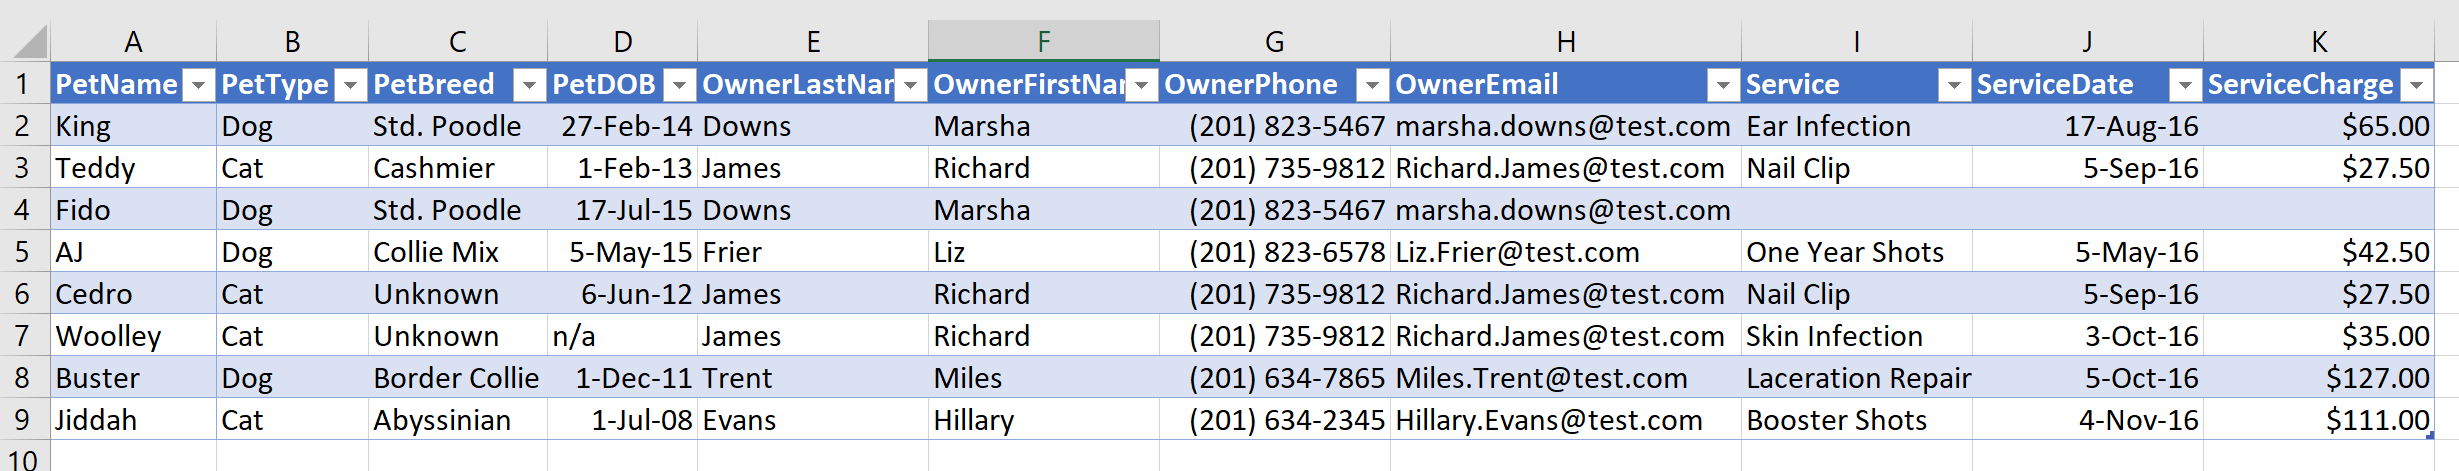 A B C D E F G H I J K
1 PetName PetType PetBreed PetDOB OwnerLastNar OwnerFirstNar OwnerPhone OwnerEmail Service ServiceDate ServiceCharge
2 King Dog Std. Poodle 27-Feb-14 Downs Marsha (201) 823-5467 marsha.downs@test.com Ear Infection 17-Aug-16 $65.00
3 Teddy Cat Cashmier 1-Feb-13 James Richard (201) 735-9812 Richard.James@test.com Nail Clip 5-Sep-16 $27.50
4 Fido Dog Std. Poodle 17-Jul-15 Downs Marsha (201) 823-5467 marsha.downs@test.com
5 AJ Dog Collie Mix 5-May-15 Frier Liz (201) 823-6578 Liz.Frier@test.com One Year Shots 5-May-16 $42.50
6 Cedro Cat Unknown 6-Jun-12 James Richard (201) 735-9812 Richard.James@test.com Nail Clip 5-Sep-16 $27.50
7 Woolley Cat Unknown n/a James Richard (201) 735-9812 Richard.James@test.com Skin Infection 3-Oct-16 $35.00
8 Buster Dog Border Collie 1-Dec-11 Trent Miles (201) 634-7865 Miles.Trent@test.com Laceration Repair 5-Oct-16 $127.00
9 Jiddah Cat Abyssinian 1-Jul-08 Evans Hillary (201) 634-2345 Hillary.Evans@test.com Booster Shots 4-Nov-16 $111.00
10